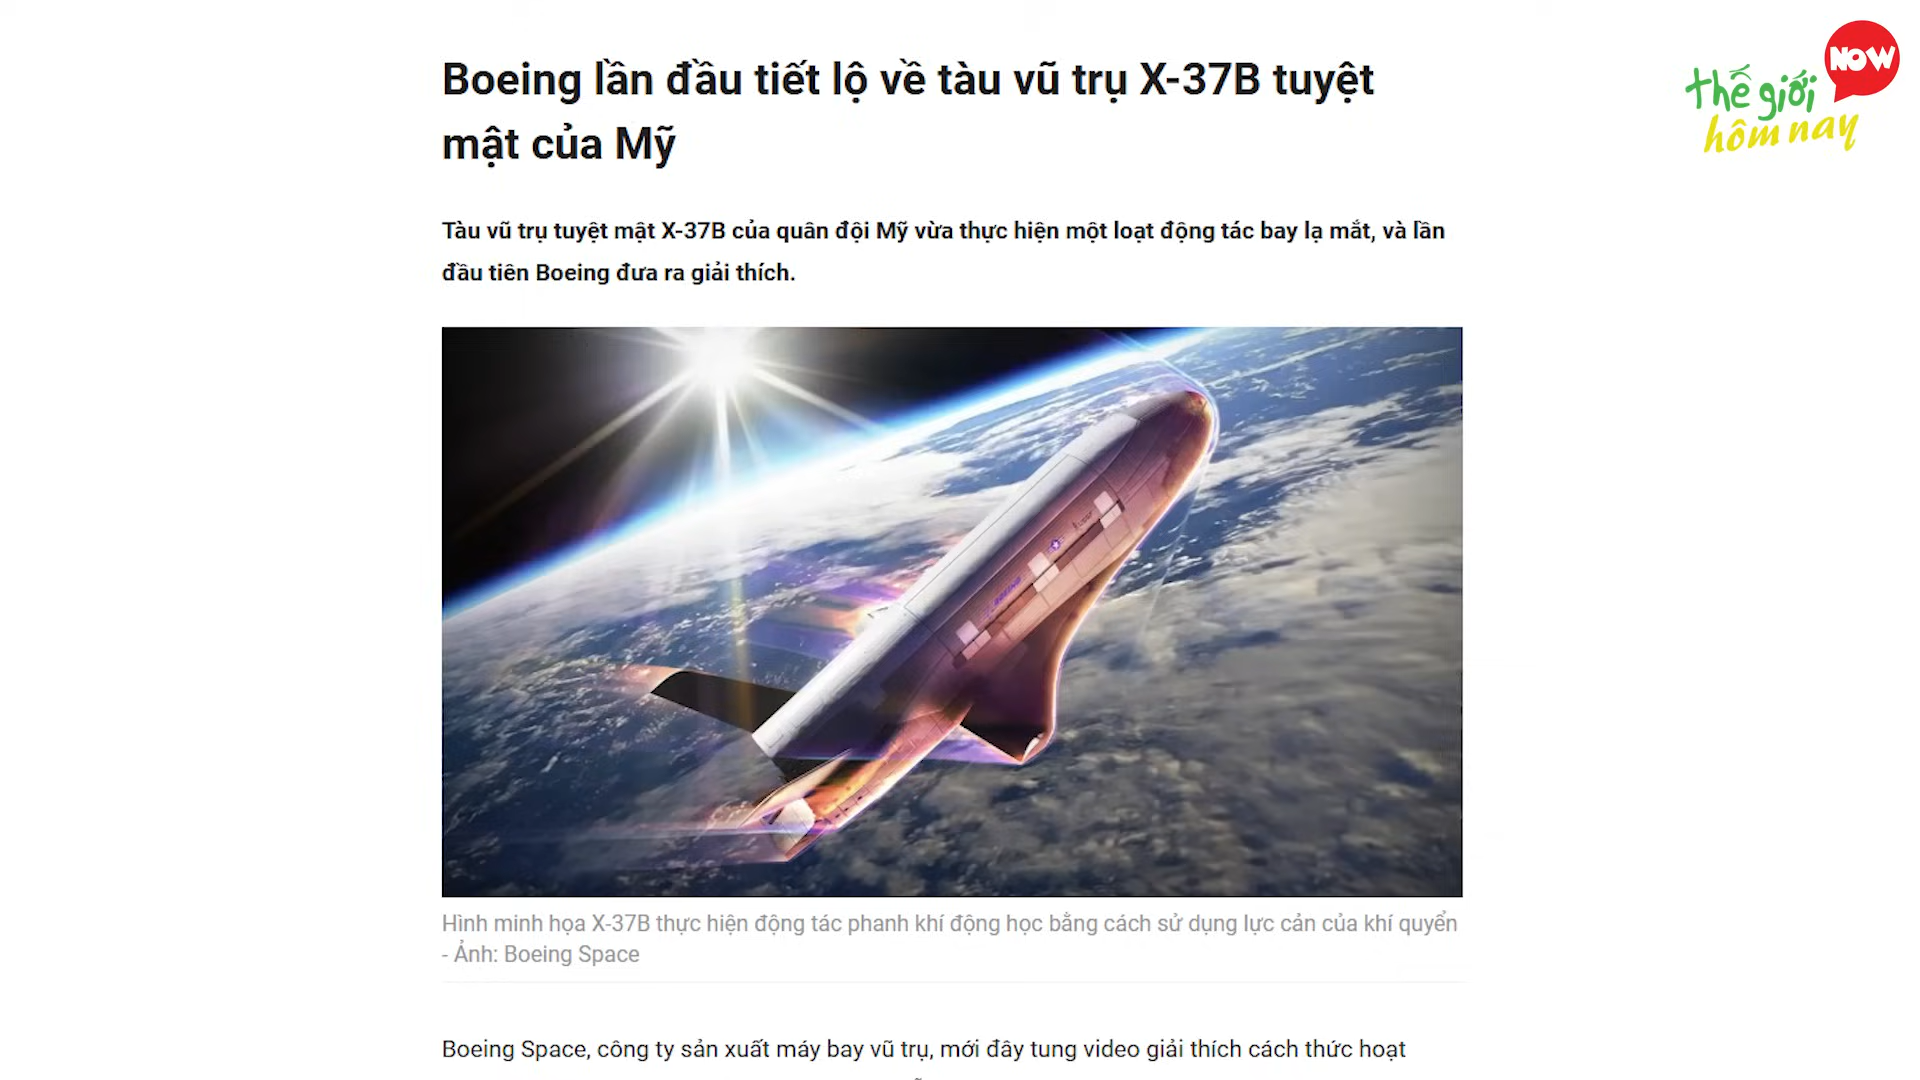 Boeing lần đầu tiết lộ về tàu vũ trụ X-37B tuyệt
mật của Mỹ
NOW
thế giới
hôm nay
Tàu vũ trụ tuyệt mật X-37B của quân đội Mỹ vừa thực hiện một loạt động tác bay lạ mắt, và lần
đầu tiên Boeing đưa ra giải thích.
BOEING
Hình minh họa X-37B thực hiện động tác phanh khí động học bằng cách sử dụng lực cản của khí quyển
- Ảnh: Boeing Space
Boeing Space, công ty sản xuất máy bay vũ trụ, mới đây tung video giải thích cách thức hoạt